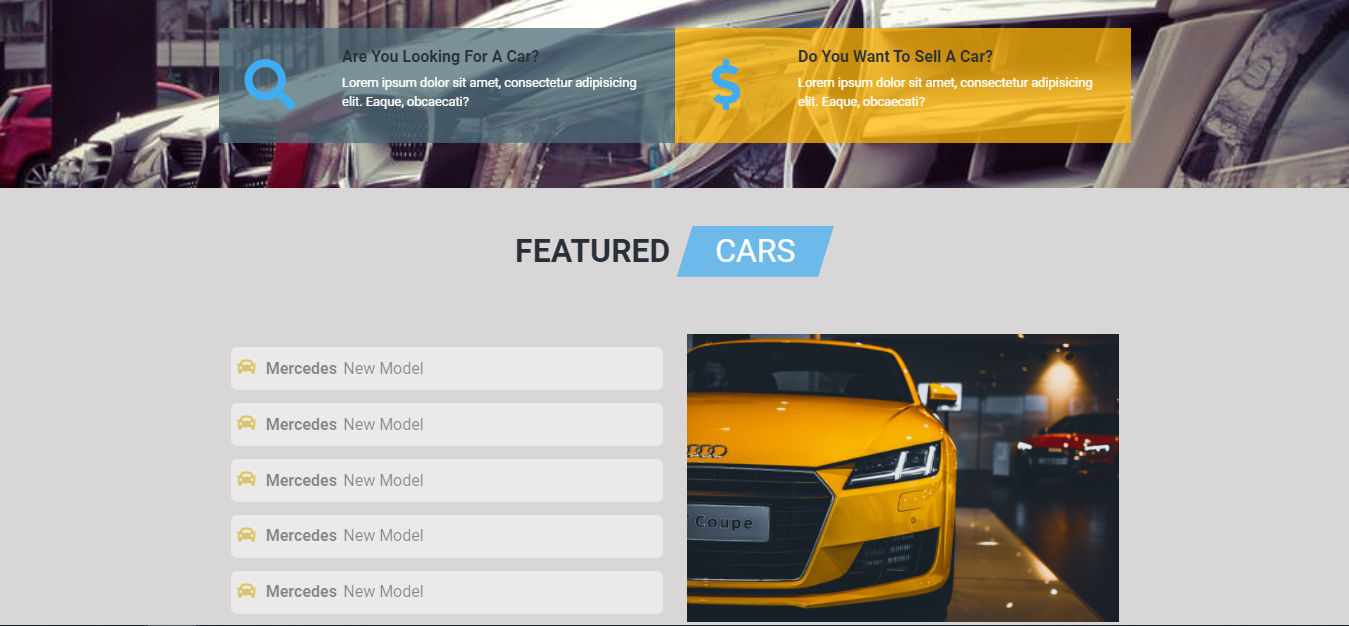 Are You Looking For A Car?
Lorem ipsum dolor sit amet, consectetur adipisicing
elit. Eaque, obcaecati?
Do You Want To Sell A Car?
Lorem ipsum dolor sit amet, consectetur adipisicing
elit. Eaque, obcaecati?
FEATURED CARS
Mercedes New Model
Mercedes New Model
Mercedes New Model
Mercedes New Model
Mercedes New Model
Coupe